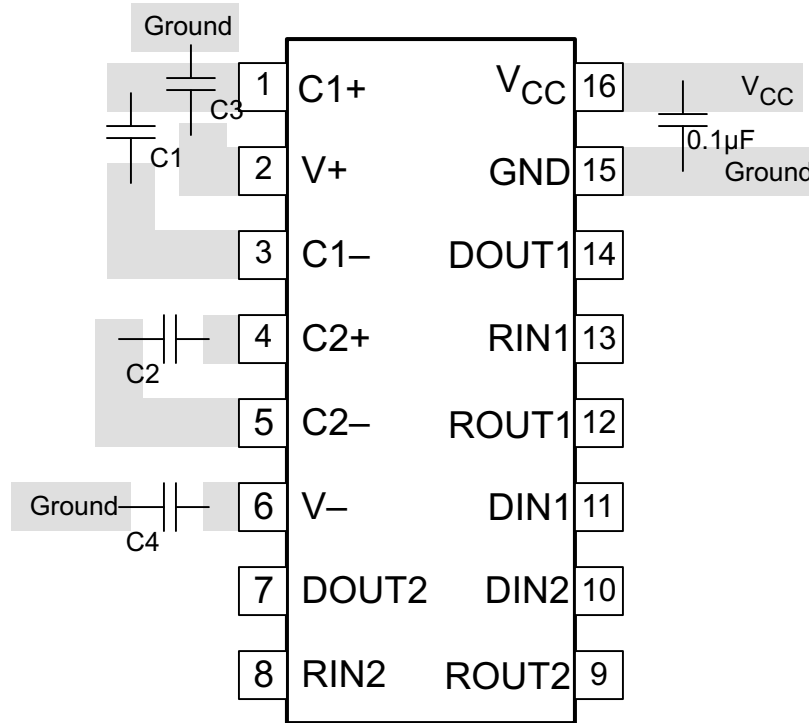 Ground
1 C1+ VCC 16 VCC
C3
C1 0.1µF
2 V+ GND 15 Ground
3 C1– DOUT1 14
4 C2+ RIN1 13
C2
5 C2– ROUT1 12
Ground 6 V– DIN1 11
C4
7 DOUT2 DIN2 10
8 RIN2 ROUT2 9